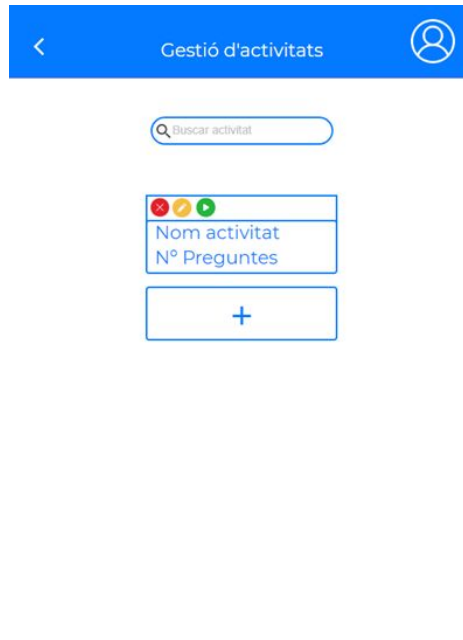 Gestió d'activitats
Buscar activitat
Nom activitat
Nº Preguntes
+